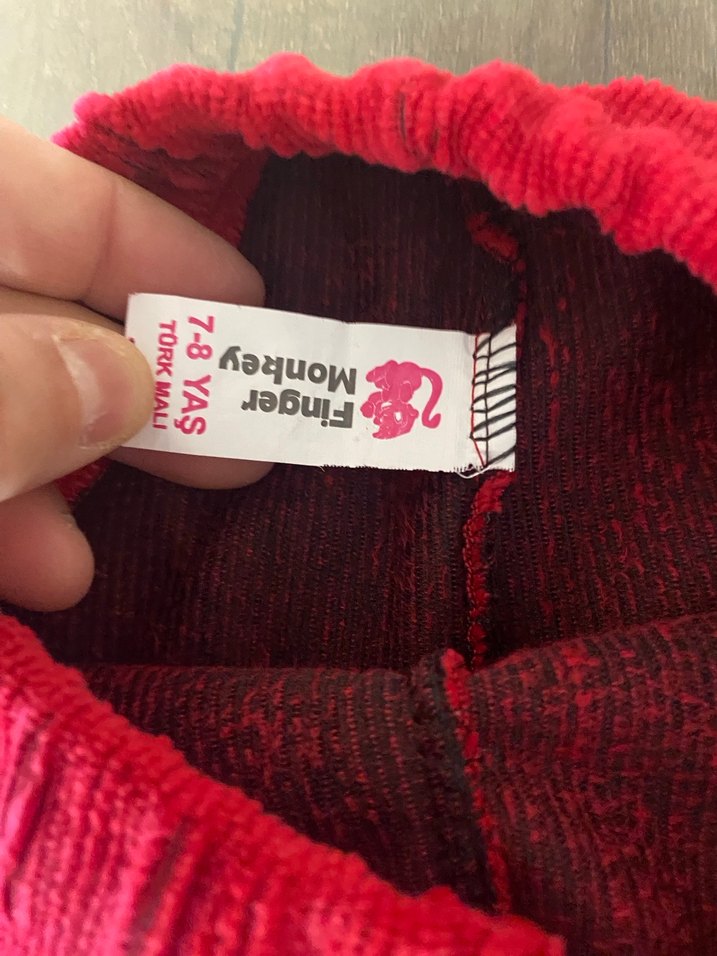 Finger
Monkey
7-8 YAŞ
TÜRK MALI